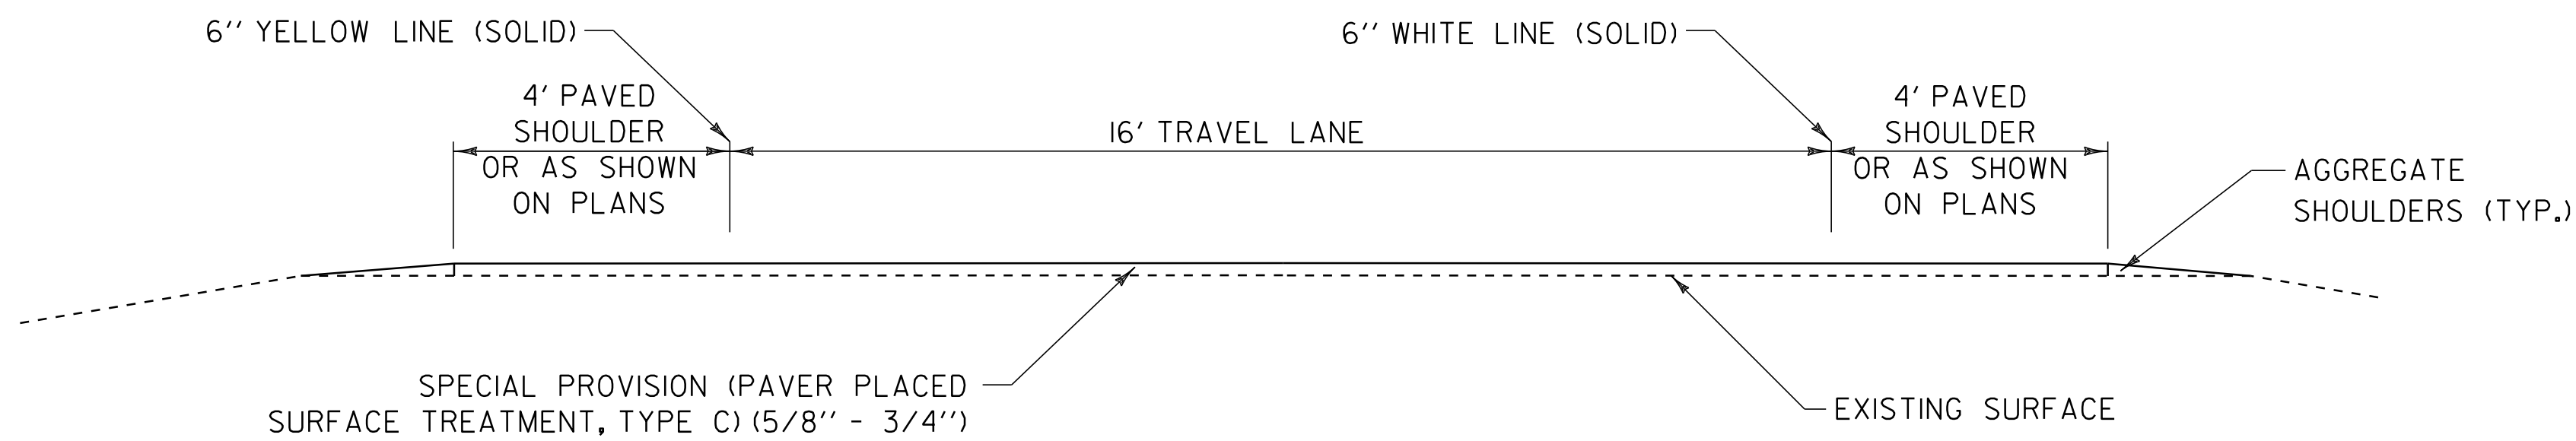 6" YELLOW LINE (SOLID)
6" WHITE LINE (SOLID)
4' PAVED
SHOULDER
OR AS SHOWN
ON PLANS
16' TRAVEL LANE
4' PAVED
SHOULDER
OR AS SHOWN
ON PLANS
AGGREGATE
SHOULDERS (TYP.)
SPECIAL PROVISION (PAVER PLACED
SURFACE TREATMENT, TYPE C) (5/8" - 3/4")
EXISTING SURFACE